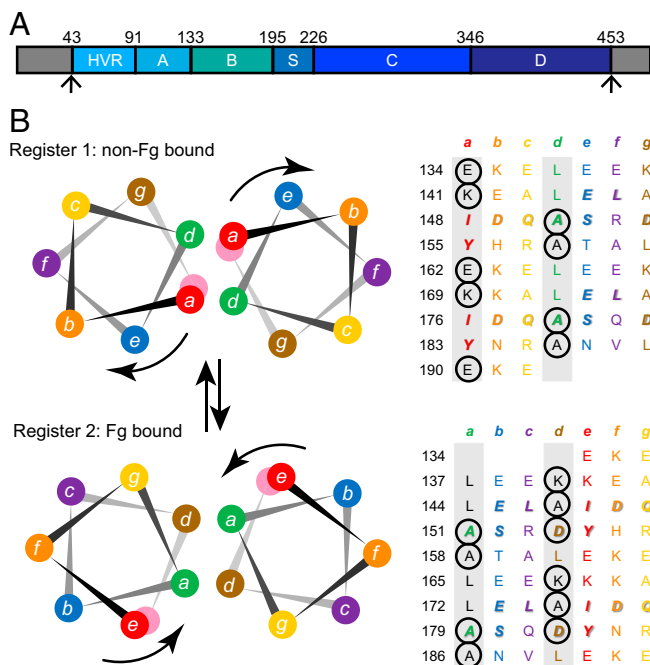 A
43 91 133 195 226 346 453
HVR A B S C D
B
Register 1: non-Fg bound
g c d f a b e
e b a f d c g
a b c d e f g
134 E K E L E E K
141 K E A L E L A
148 I D Q A S R D
155 Y H R A T A L
162 E K E L E E K
169 K K A L E L A
176 I D Q A S Q D
183 Y N R A N V L
190 E K E
Register 2: Fg bound
g c d f a b e
e b a f d c g
a b c d e f g
134 E K E
137 L E E K K E A
144 L E L A I D Q
151 A S R D Y H R
158 A T A L E K E
165 L E E K K K A
172 L E L A I D Q
179 A S Q D Y N R
186 A N V L E K E